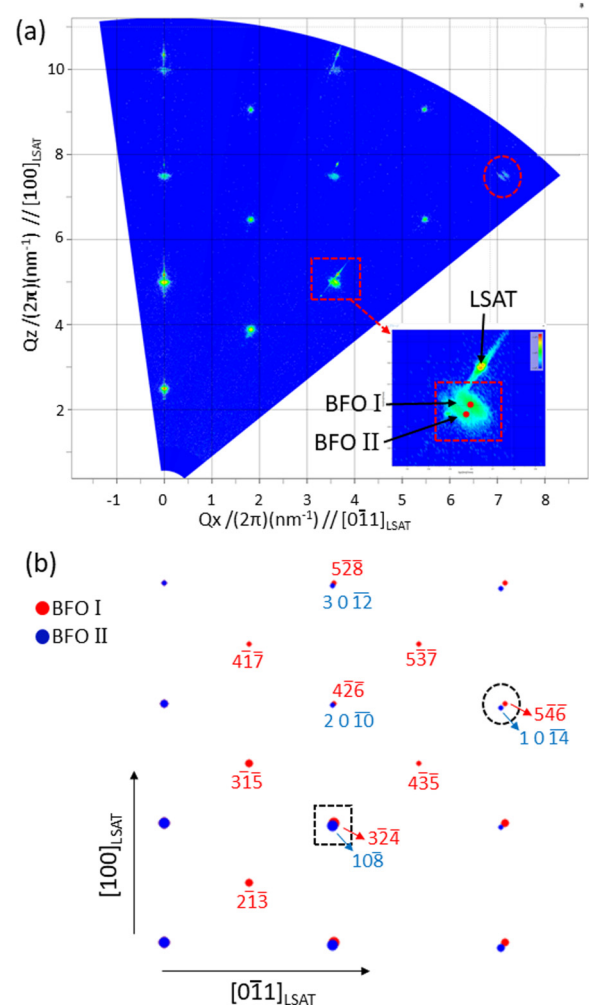 (a)
10
8
6
4
2
Qz /(2π)(nm⁻¹) // [100]LSAT
LSAT
BFO I
BFO II
-1 0 1 2 3 4 5 6 7 8
Qx /(2π)(nm⁻¹) // [01̅1]LSAT
(b)
BFO I
BFO II
52̅8̅
3 0 1̅2̅
41̅7̅
53̅7̅
42̅6̅
2 0 1̅0̅
54̅6̅
1 0 1̅4̅
31̅5̅
43̅5̅
32̅4̅
108̅
21̅3̅
[100]LSAT
[01̅1]LSAT